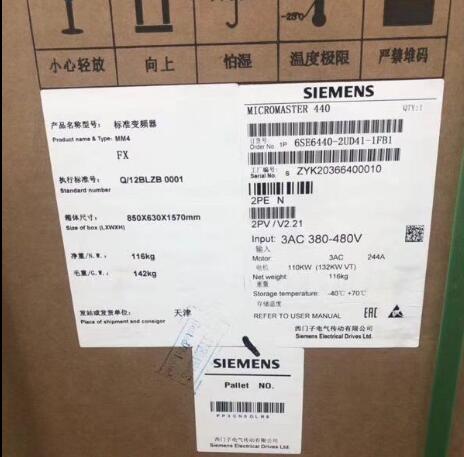 -25℃
小心轻放
向上
怕湿
温度极限
严禁堆码
产品名称/型号: 标准变频器
Product name & Type: MM4
FX
执行标准号: Q/12BLZB 0001
Standard number
箱体尺寸: 850X630X1570mm
Size of box (LXWXH)
净重/N.W.: 116kg
毛重/G.W.: 142kg
发站或发货单位: 天津
Place of shipment and consignor
SIEMENS
MICROMASTER 440 QTY:1
订货号:
Order No. 1P 6SE6440-2UD41-1FB1
工厂编号
Serial No. S ZYK20366400010
2PE N
2PV / V2.21
Input: 3AC 380-480V
输入
Motor: 3AC 244A
电机 110KW (132KW VT)
Net weight: 116kg
重量
Storage temperature: -40℃ +70℃
存储温度
REFER TO USER MANUAL EAC
西门子电气传动有限公司
Siemens Electrical Drives Ltd.
SIEMENS
Pallet NO.
西门子电气传动有限公司
Siemens Electrical Drives Ltd.